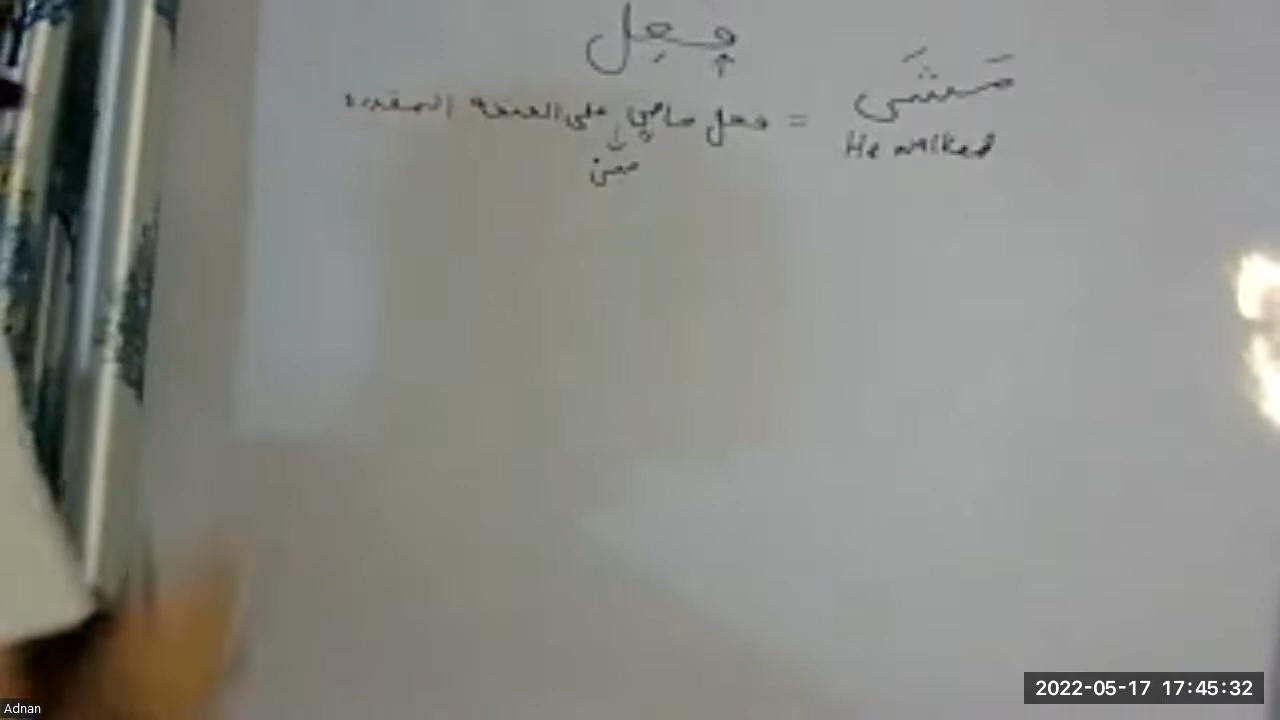 فعل
مَشَى = فعل ماضي على الفتحة المقدرة
He walked
مبني
2022-05-17 17:45:32
Adnan